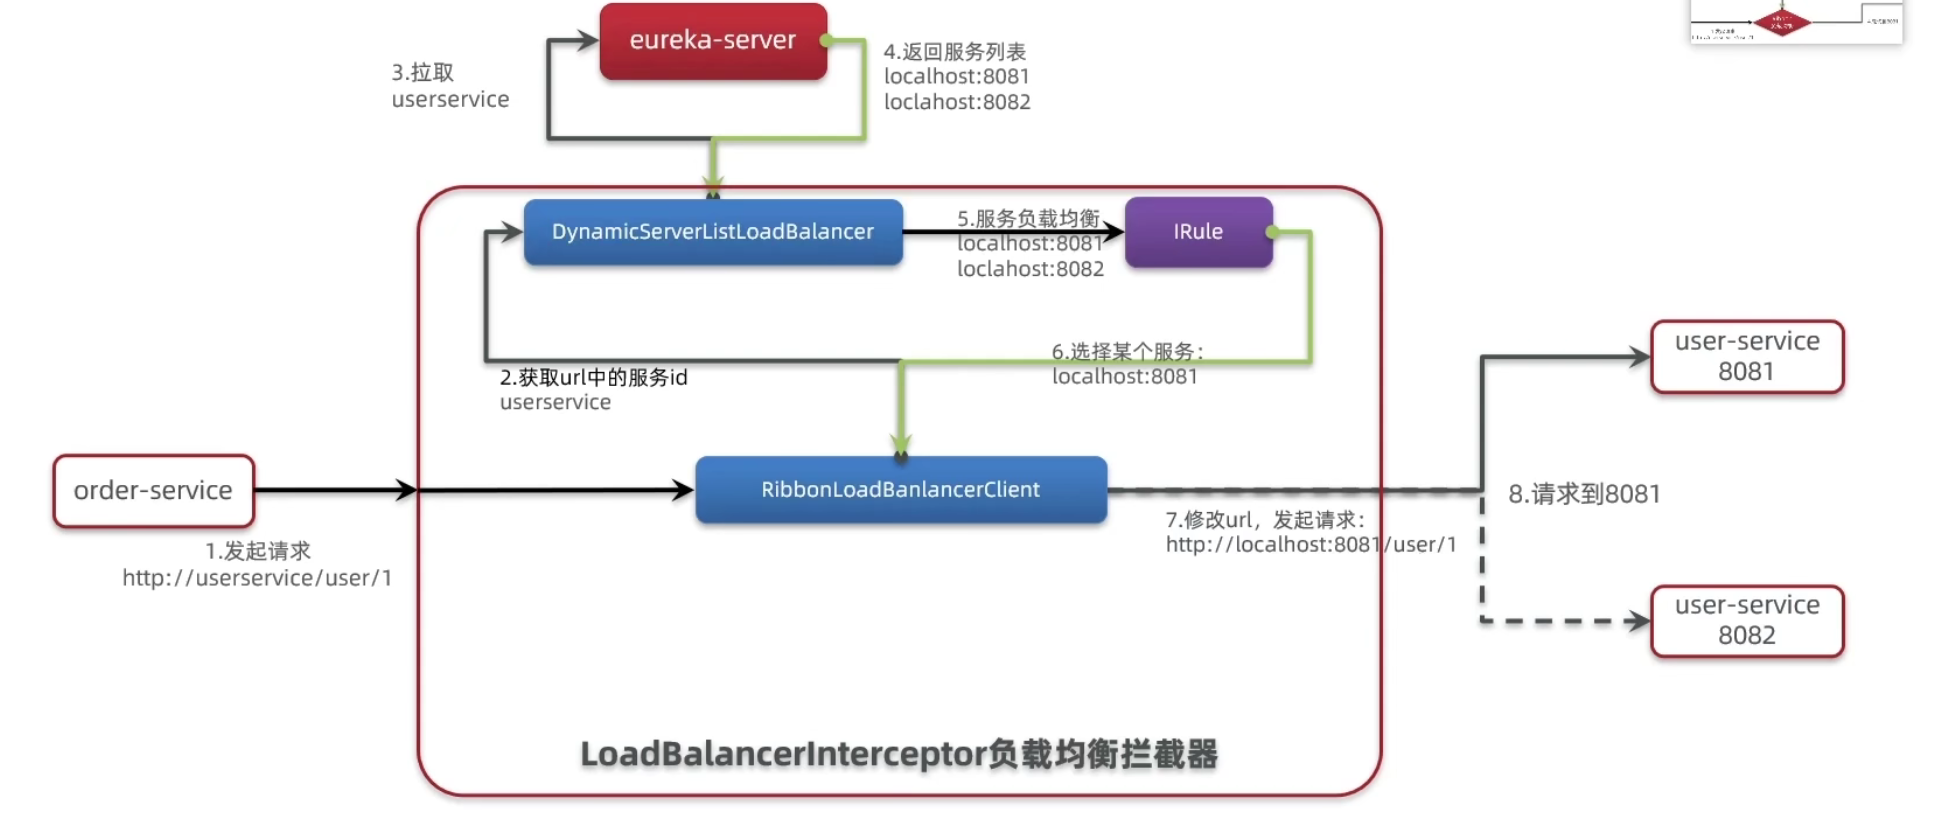 eureka-server
3.拉取
userservice
4.返回服务列表
localhost:8081
loclahost:8082
DynamicServerListLoadBalancer
5.服务负载均衡
localhost:8081
loclahost:8082
IRule
2.获取url中的服务id
userservice
6.选择某个服务：
localhost:8081
user-service
8081
order-service
1.发起请求
http://userservice/user/1
RibbonLoadBanlancerClient
7.修改url，发起请求：
http://localhost:8081/user/1
8.请求到8081
user-service
8082
LoadBalancerInterceptor负载均衡拦截器